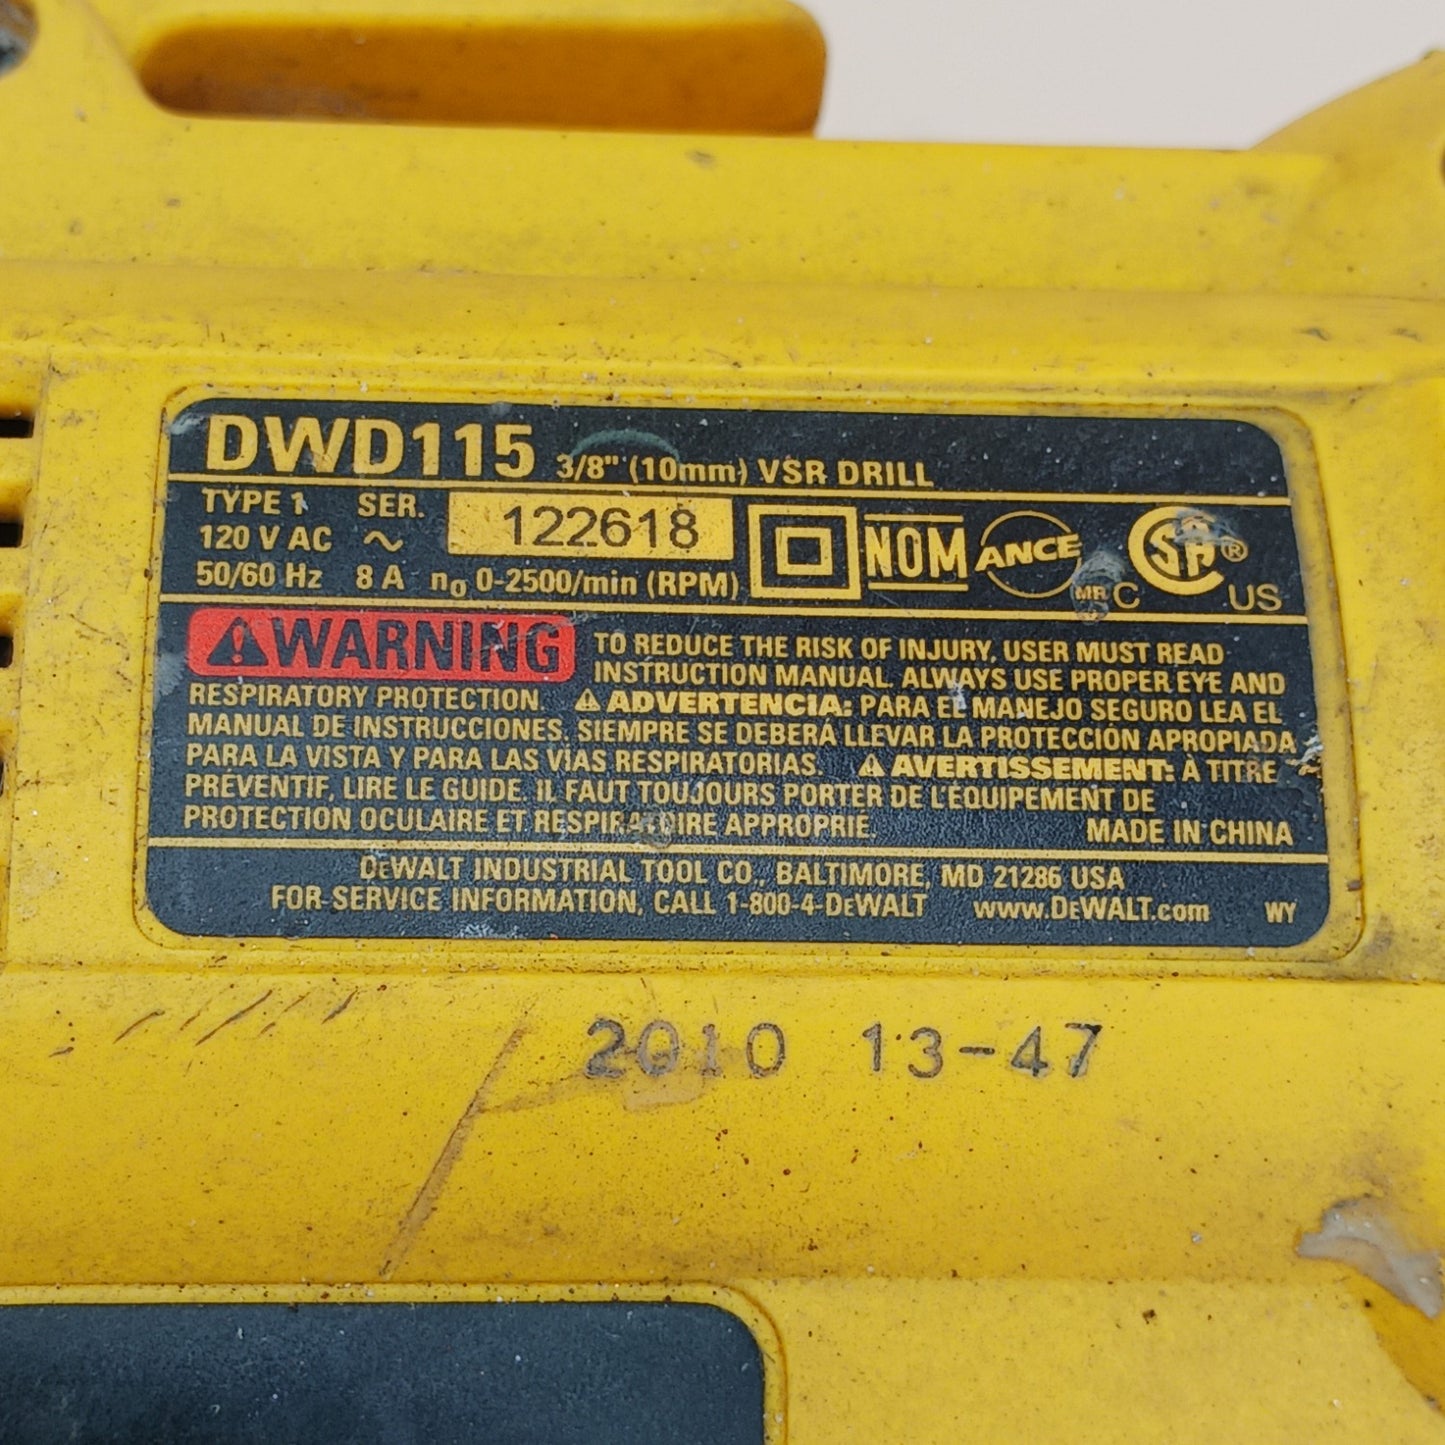 DWD115 3/8" (10mm) VSR DRILL
TYPE 1 SER. 122618
120 V AC ~
50/60 Hz 8 A n₀ 0-2500/min (RPM)
NOM ANCE MR C SA ® US
⚠WARNING TO REDUCE THE RISK OF INJURY, USER MUST READ
INSTRUCTION MANUAL. ALWAYS USE PROPER EYE AND
RESPIRATORY PROTECTION. ⚠ ADVERTENCIA: PARA EL MANEJO SEGURO LEA EL
MANUAL DE INSTRUCCIONES. SIEMPRE SE DEBERÁ LLEVAR LA PROTECCIÓN APROPIADA
PARA LA VISTA Y PARA LAS VÍAS RESPIRATORIAS. ⚠ AVERTISSEMENT: À TITRE
PRÉVENTIF, LIRE LE GUIDE. IL FAUT TOUJOURS PORTER DE L'ÉQUIPEMENT DE
PROTECTION OCULAIRE ET RESPIRATOIRE APPROPRIÉ.
MADE IN CHINA
DEWALT INDUSTRIAL TOOL CO., BALTIMORE, MD 21286 USA
FOR SERVICE INFORMATION, CALL 1-800-4-DEWALT www.DEWALT.com WY
2010 13-47